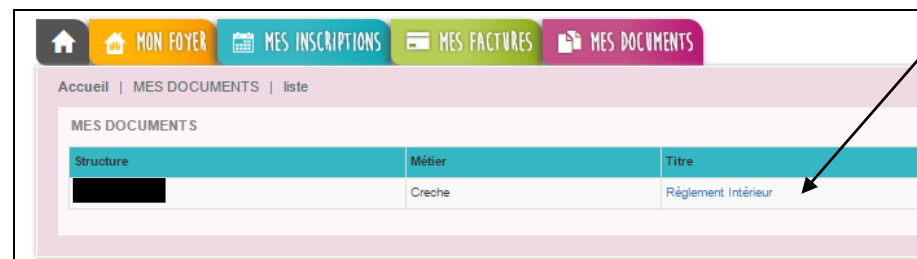 MON FOYER MES INSCRIPTIONS MES FACTURES MES DOCUMENTS
Accueil | MES DOCUMENTS | liste
MES DOCUMENTS
Structure Métier Titre
Creche Règlement Intérieur